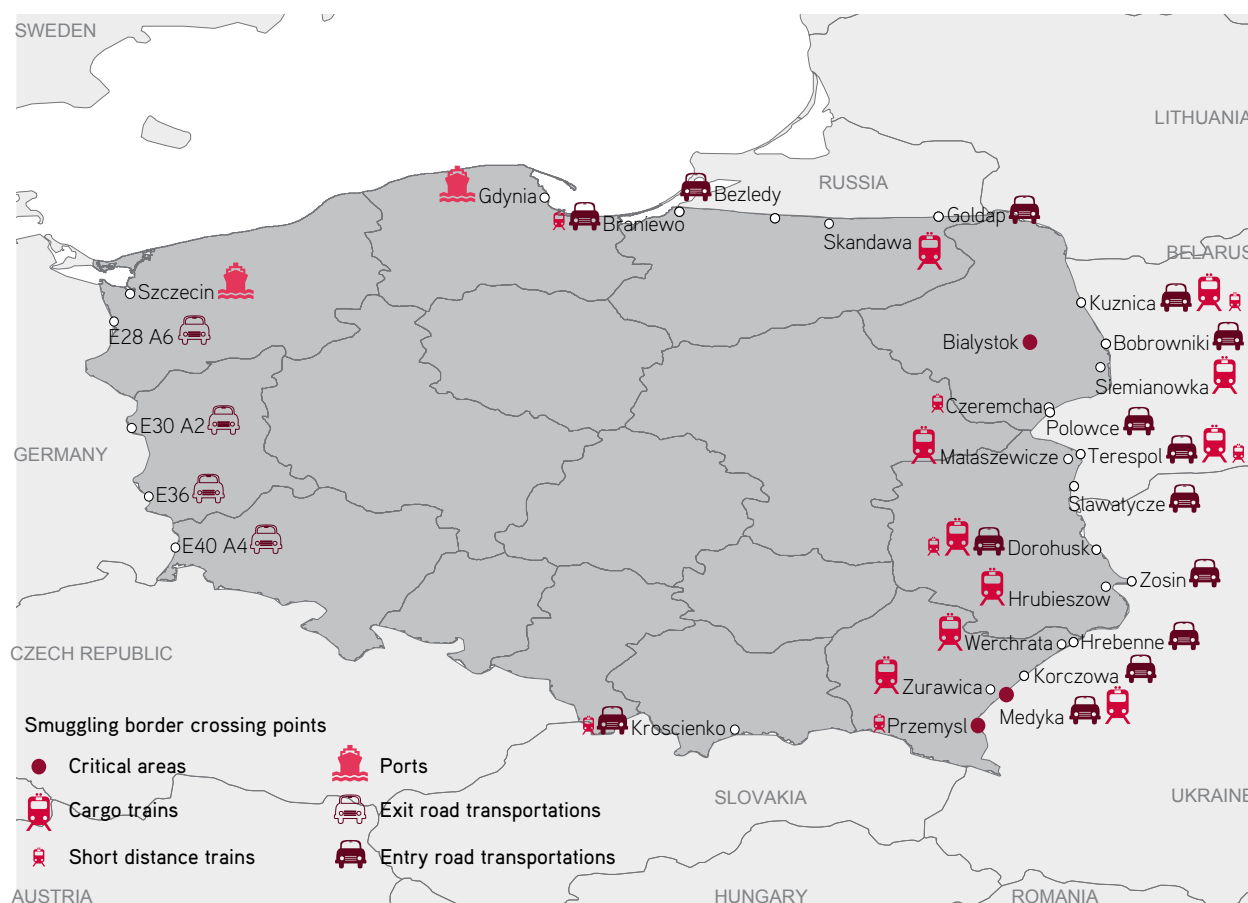 SWEDEN
LITHUANIA
RUSSIA
Bezledy
Gdynia
Braniewo
Goldap
Skandawa
BELARUS
Szczecin
Kuznica
E28 A6
Bialystok
Bobrowniki
Siemianowka
Czeremcha
E30 A2
Polowce
GERMANY
Malaszewicze
Terespol
E36
Slawatycze
E40 A4
Dorohusk
Zosin
Hrubieszow
CZECH REPUBLIC
Werchrata
Hrebenne
Korczowa
Zurawica
Medyka
Przemysl
Kroscienko
Smuggling border crossing points
Critical areas
Ports
Cargo trains
Exit road transportations
Short distance trains
Entry road transportations
SLOVAKIA
UKRAINE
AUSTRIA
HUNGARY
ROMANIA